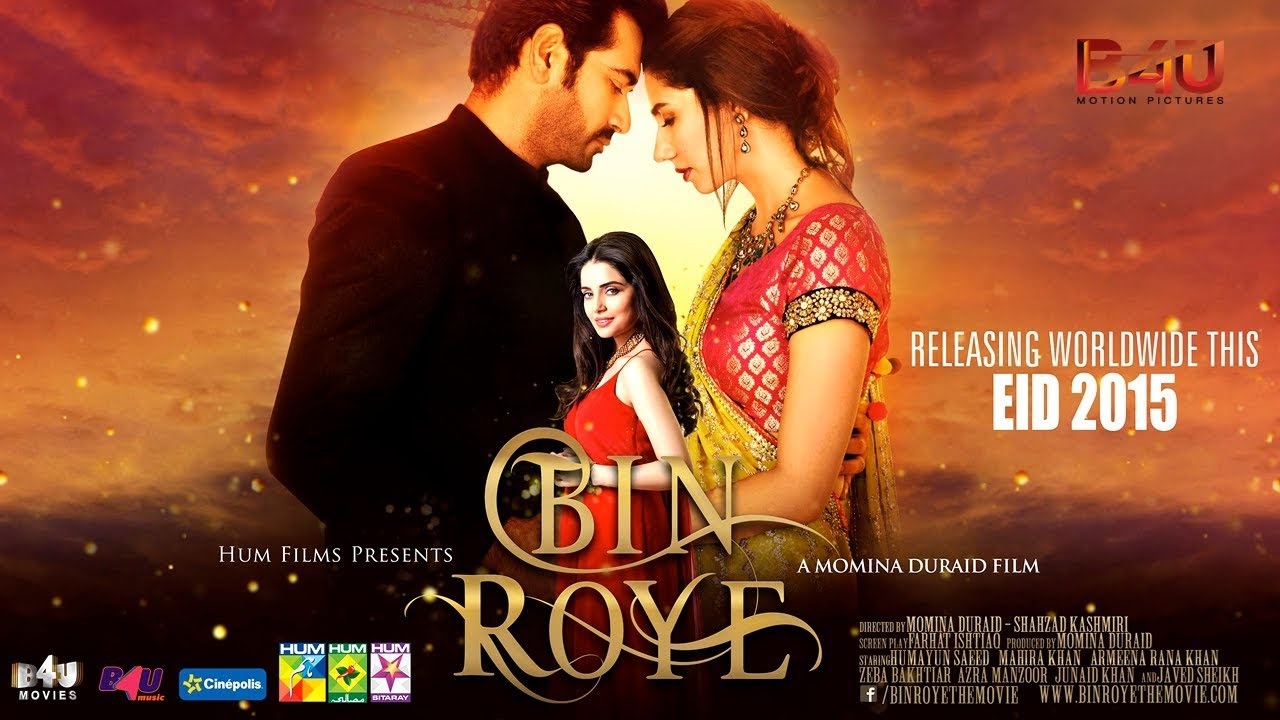 B4U
MOTION PICTURES
RELEASING WORLDWIDE THIS
EID 2015
BIN
ROYE
HUM FILMS PRESENTS
A MOMINA DURAID FILM
DIRECTED BY MOMINA DURAID - SHAHZAD KASHMIRI
SCREEN PLAY FARHAT ISHTIAQ PRODUCED BY MOMINA DURAID
STARING HUMAYUN SAEED MAHIRA KHAN ARMEENA RANA KHAN
ZEBA BAKHTIAR AZRA MANZOOR JUNAID KHAN AND JAVED SHEIKH
f /BINROYETHEMOVIE WWW.BINROYETHEMOVIE.COM
B4U
MOVIES
B4U
music
Cinépolis
HUM
HUM
مصالحہ
HUM
SITARAY